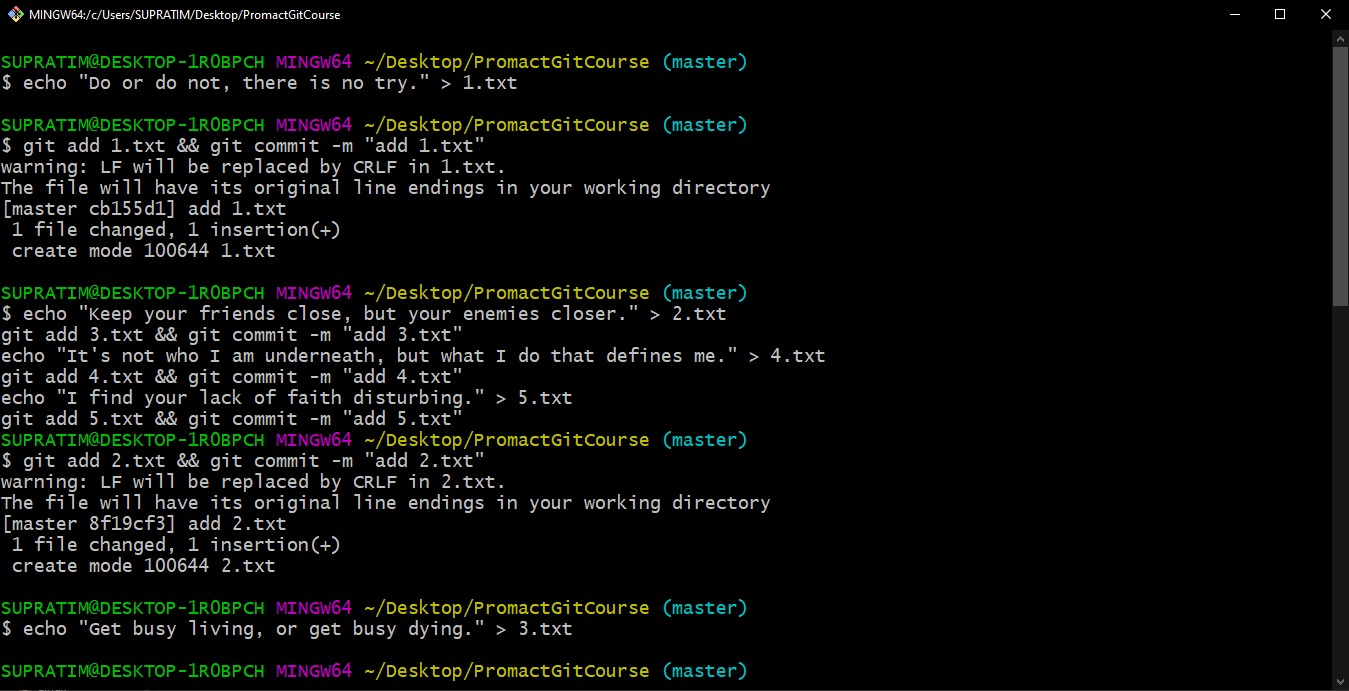 MINGW64:/c/Users/SUPRATIM/Desktop/PromactGitCourse
SUPRATIM@DESKTOP-1R0BPCH MINGW64 ~/Desktop/PromactGitCourse (master)
$ echo "Do or do not, there is no try." > 1.txt
SUPRATIM@DESKTOP-1R0BPCH MINGW64 ~/Desktop/PromactGitCourse (master)
$ git add 1.txt && git commit -m "add 1.txt"
warning: LF will be replaced by CRLF in 1.txt.
The file will have its original line endings in your working directory
[master cb155d1] add 1.txt
 1 file changed, 1 insertion(+)
 create mode 100644 1.txt
SUPRATIM@DESKTOP-1R0BPCH MINGW64 ~/Desktop/PromactGitCourse (master)
$ echo "Keep your friends close, but your enemies closer." > 2.txt
git add 3.txt && git commit -m "add 3.txt"
echo "It's not who I am underneath, but what I do that defines me." > 4.txt
git add 4.txt && git commit -m "add 4.txt"
echo "I find your lack of faith disturbing." > 5.txt
git add 5.txt && git commit -m "add 5.txt"
SUPRATIM@DESKTOP-1R0BPCH MINGW64 ~/Desktop/PromactGitCourse (master)
$ git add 2.txt && git commit -m "add 2.txt"
warning: LF will be replaced by CRLF in 2.txt.
The file will have its original line endings in your working directory
[master 8f19cf3] add 2.txt
 1 file changed, 1 insertion(+)
 create mode 100644 2.txt
SUPRATIM@DESKTOP-1R0BPCH MINGW64 ~/Desktop/PromactGitCourse (master)
$ echo "Get busy living, or get busy dying." > 3.txt
SUPRATIM@DESKTOP-1R0BPCH MINGW64 ~/Desktop/PromactGitCourse (master)